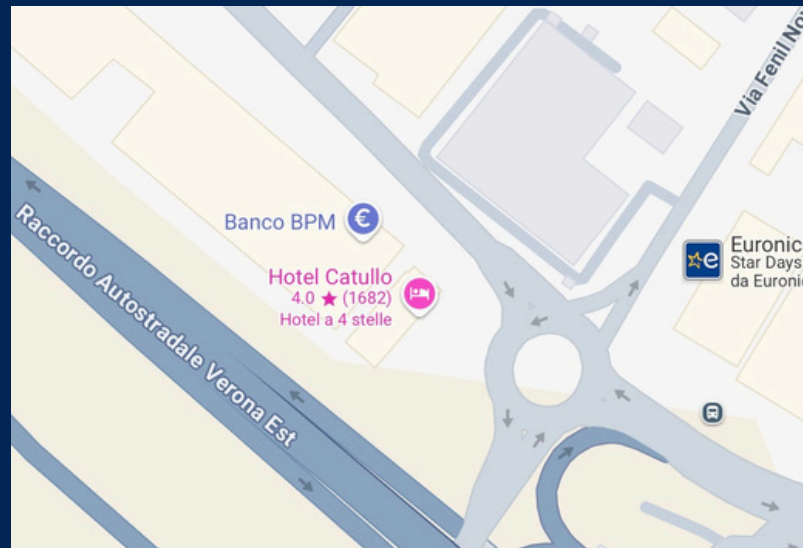 Via Fenil No
Banco BPM €
Hotel Catullo
4.0 ★ (1682)
Hotel a 4 stelle
e
Euronic
Star Days
da Euronic
Raccordo Autostradale Verona Est